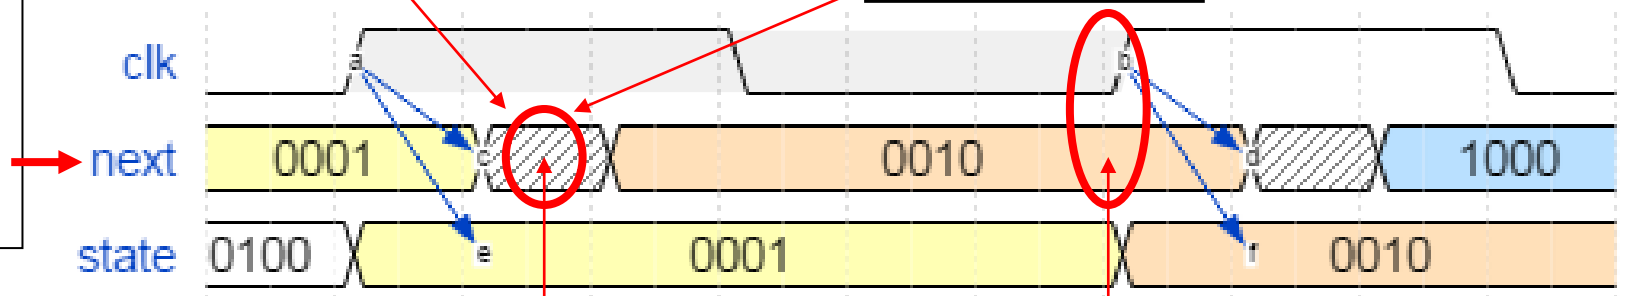 clk a b
next 0001 c 0010 d 1000
state 0100 e 0001 f 0010